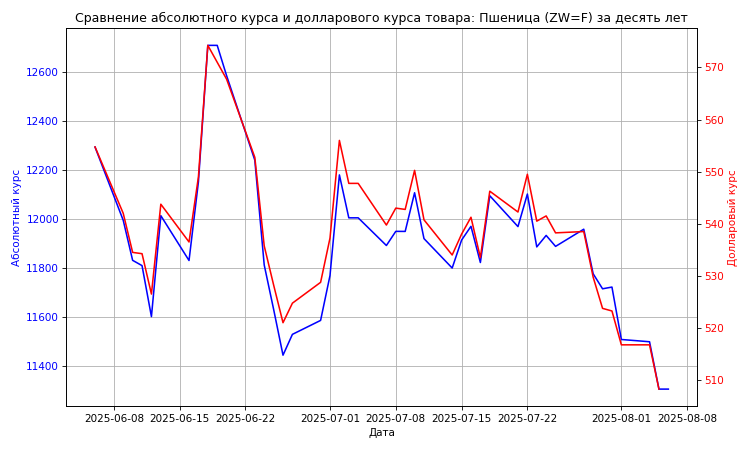 Сравнение абсолютного курса и долларового курса товара: Пшеница (ZW=F) за десять лет
12600
12400
12200
12000
11800
11600
11400
Абсолютный курс
570
560
550
540
530
520
510
Долларовый курс
2025-06-08 2025-06-15 2025-06-22 2025-07-01 2025-07-08 2025-07-15 2025-07-22 2025-08-01 2025-08-08
Дата